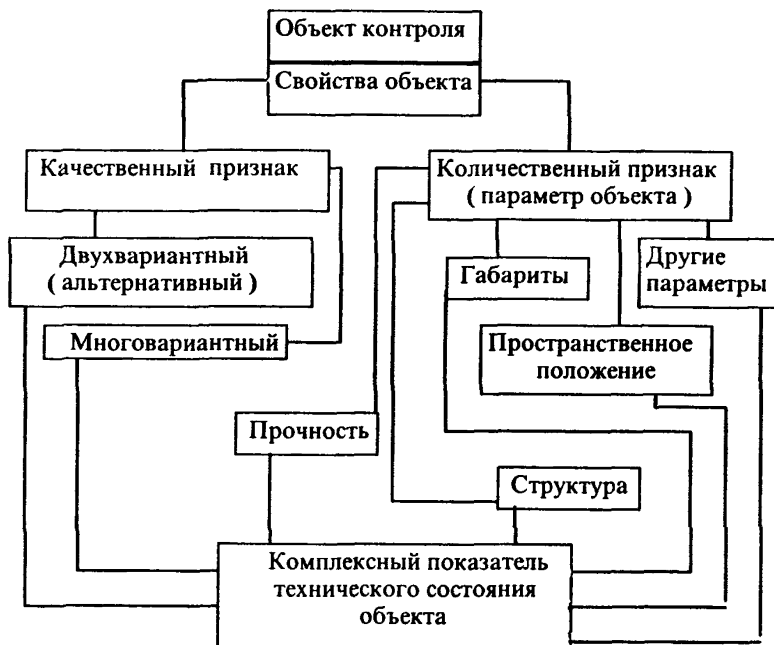 Объект контроля
Свойства объекта
Качественный признак
Количественный признак
( параметр объекта )
Двухвариантный
( альтернативный )
Габариты
Другие
параметры
Многовариантный
Пространственное
положение
Прочность
Структура
Комплексный показатель
технического состояния
объекта